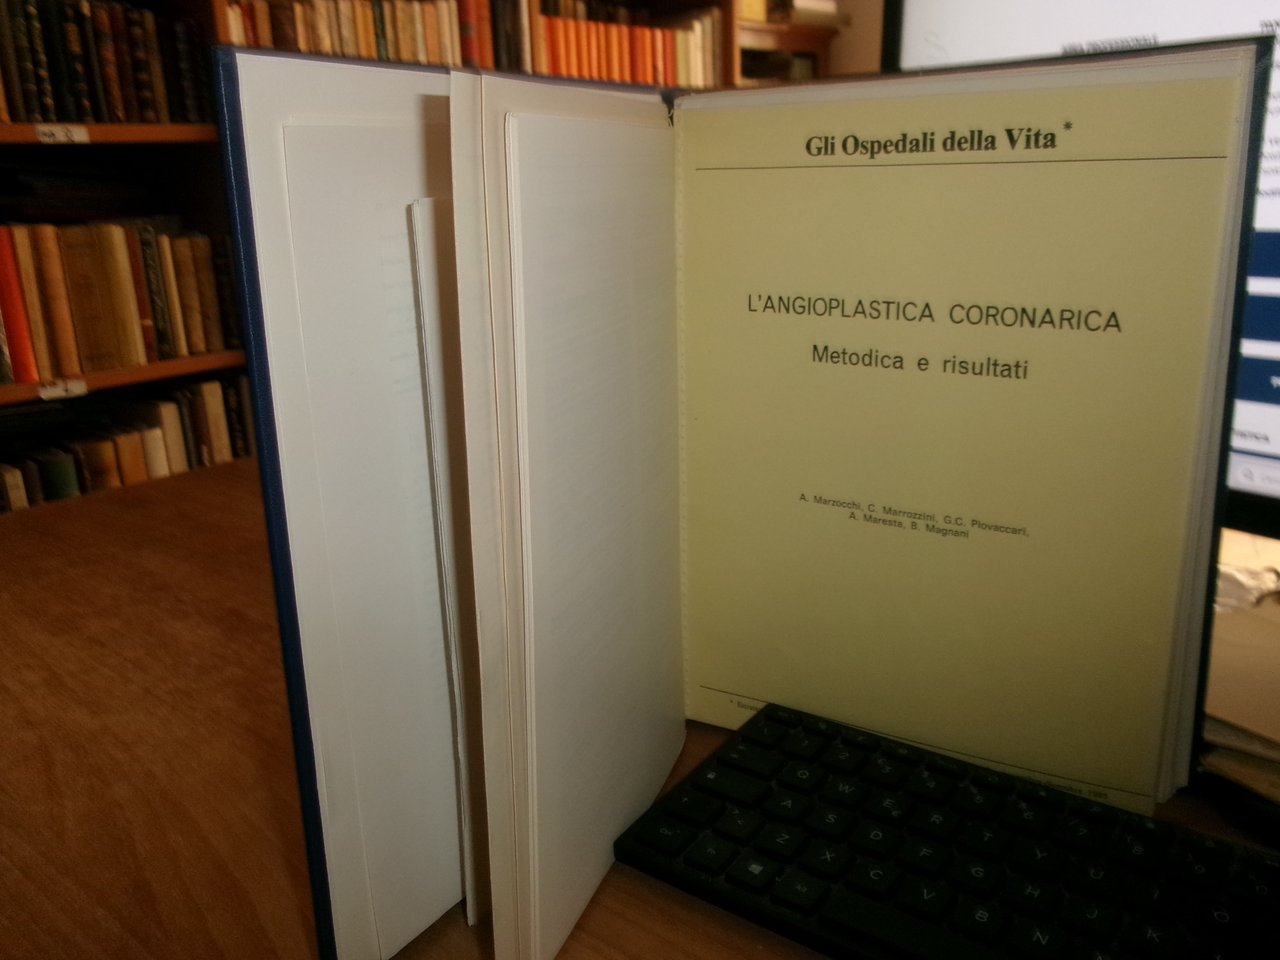 Gli Ospedali della Vita*
L'ANGIOPLASTICA CORONARICA
Metodica e risultati
A. Marzocchi, C. Marrozzini, G.C. Piovaccari,
A. Maresta, B. Magnani
Q W E R T Y U I O
A S D F G H J K
Z X C V B N